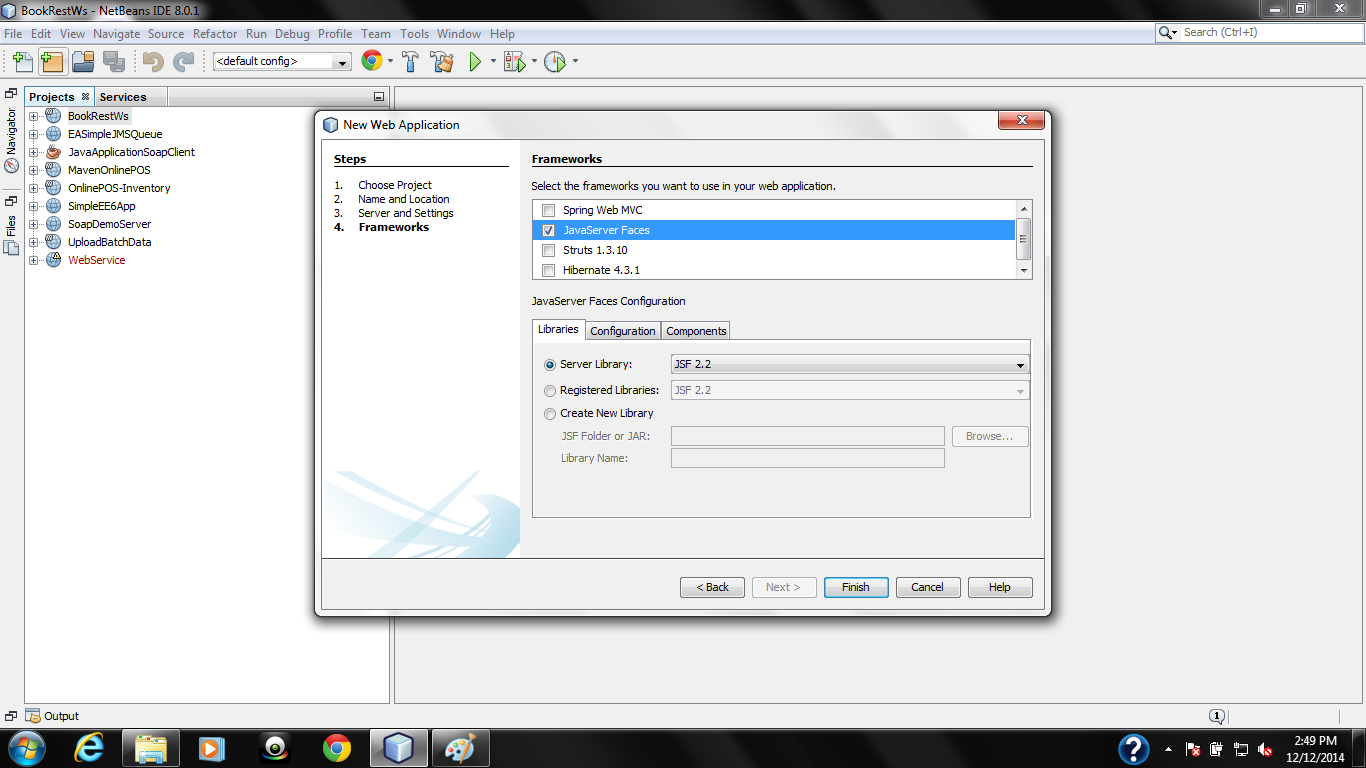 BookRestWs - NetBeans IDE 8.0.1
File Edit View Navigate Source Refactor Run Debug Profile Team Tools Window Help
Search (Ctrl+I)
<default config>
Projects Services
Navigator
Files
BookRestWs
EASimpleJMSQueue
JavaApplicationSoapClient
MavenOnlinePOS
OnlinePOS-Inventory
SimpleEE6App
SoapDemoServer
UploadBatchData
WebService
New Web Application
Steps
1. Choose Project
2. Name and Location
3. Server and Settings
4. Frameworks
Frameworks
Select the frameworks you want to use in your web application.
Spring Web MVC
JavaServer Faces
Struts 1.3.10
Hibernate 4.3.1
JavaServer Faces Configuration
Libraries Configuration Components
Server Library: JSF 2.2
Registered Libraries: JSF 2.2
Create New Library
JSF Folder or JAR: Browse...
Library Name:
< Back Next > Finish Cancel Help
Output
1
2:49 PM
12/12/2014